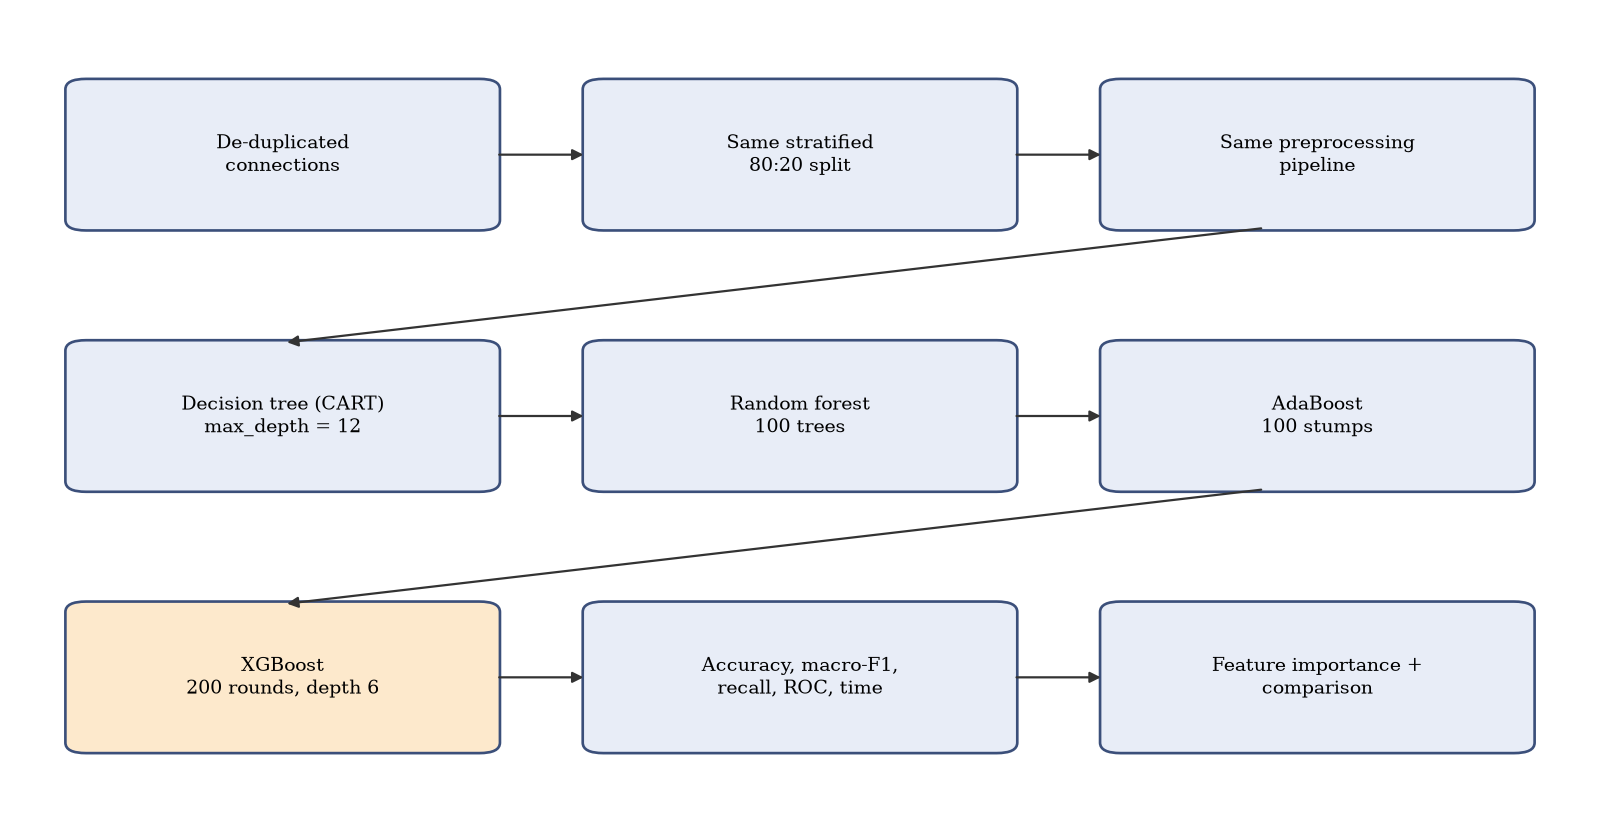 De-duplicated
connections
Same stratified
80:20 split
Same preprocessing
pipeline
Decision tree (CART)
max_depth = 12
Random forest
100 trees
AdaBoost
100 stumps
XGBoost
200 rounds, depth 6
Accuracy, macro-F1,
recall, ROC, time
Feature importance +
comparison